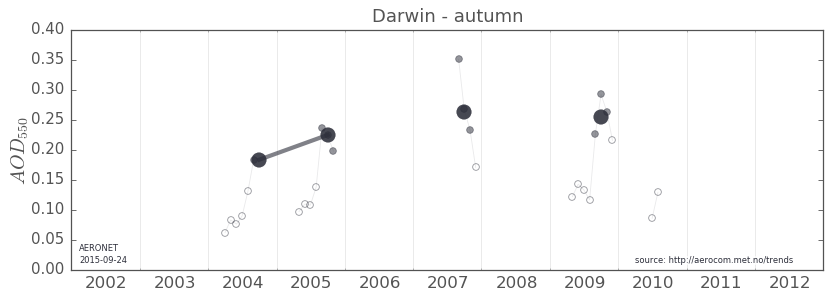 Darwin - autumn
0.40
0.35
0.30
0.25
0.20
0.15
0.10
0.05
0.00
AOD550
AERONET
2015-09-24
source: http://aerocom.met.no/trends
2002 2003 2004 2005 2006 2007 2008 2009 2010 2011 2012